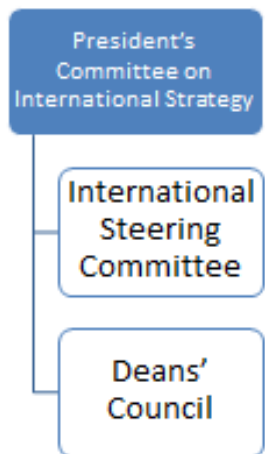 President’s
Committee on
International Strategy
International
Steering
Committee
Deans’
Council